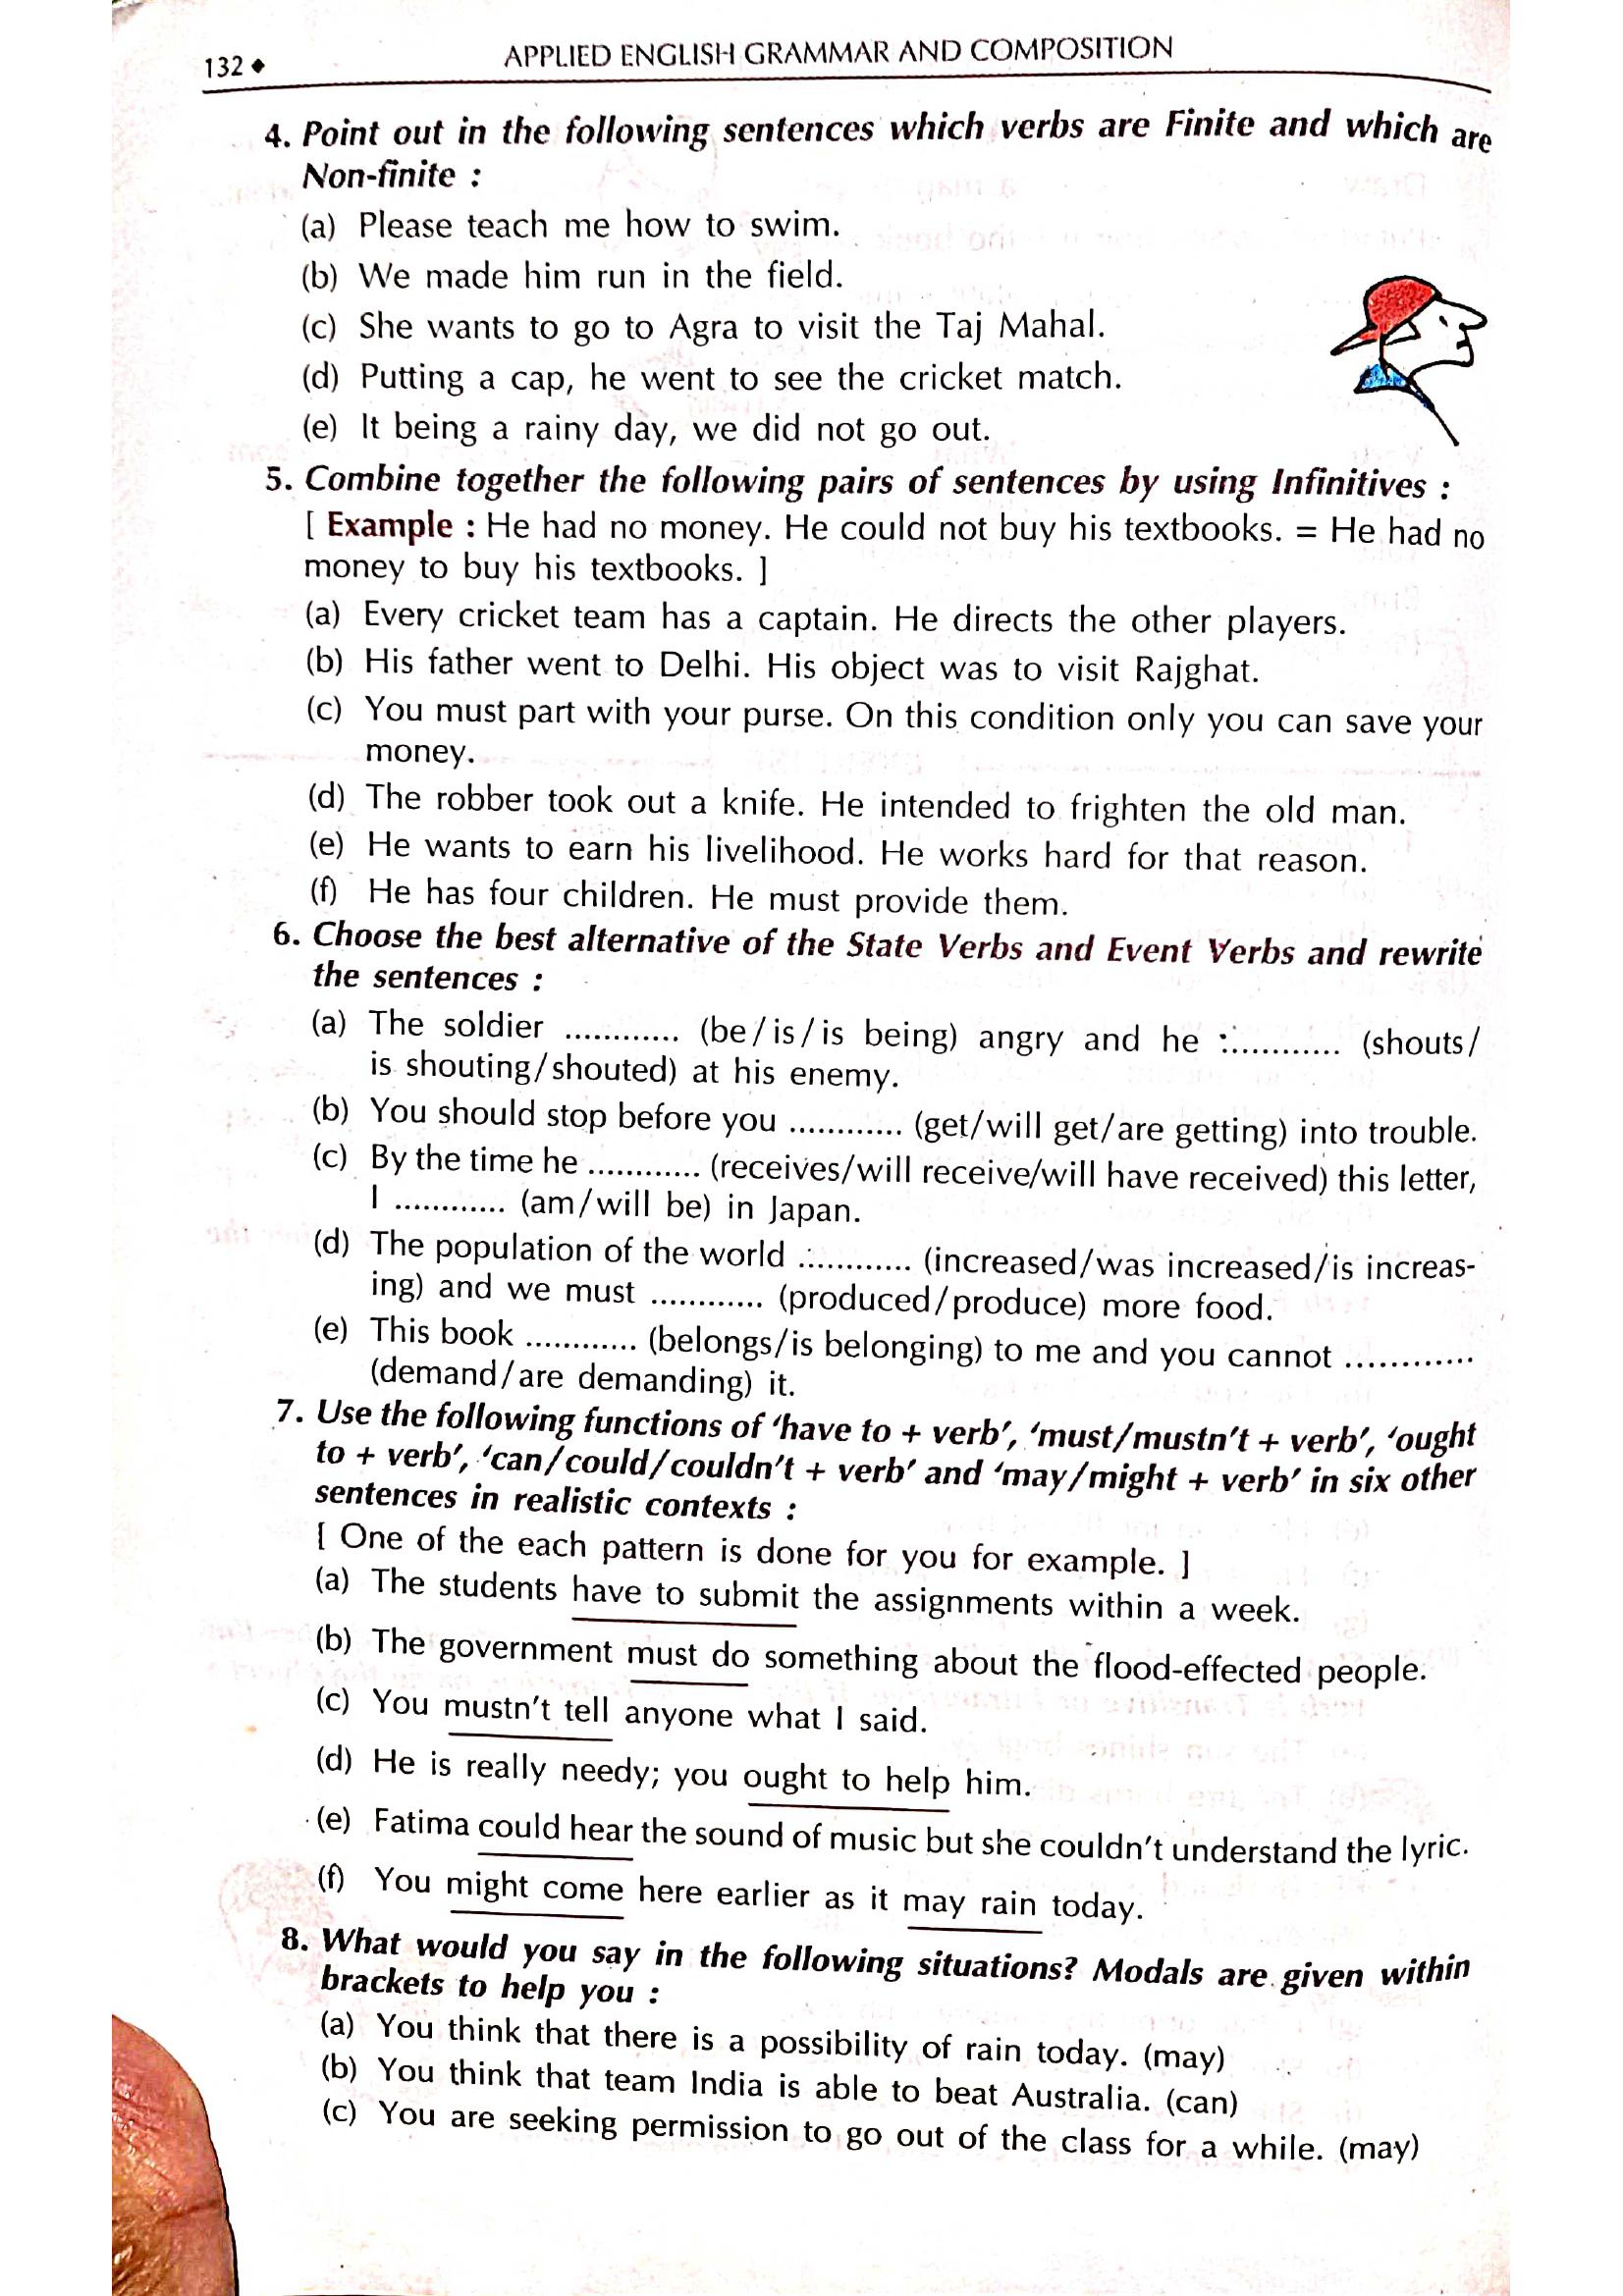 132 ◆
APPLIED ENGLISH GRAMMAR AND COMPOSITION
4. Point out in the following sentences which verbs are Finite and which are
Non-finite :
(a) Please teach me how to swim.
(b) We made him run in the field.
(c) She wants to go to Agra to visit the Taj Mahal.
(d) Putting a cap, he went to see the cricket match.
(e) It being a rainy day, we did not go out.
5. Combine together the following pairs of sentences by using Infinitives :
[ Example : He had no money. He could not buy his textbooks. = He had no
money to buy his textbooks. ]
(a) Every cricket team has a captain. He directs the other players.
(b) His father went to Delhi. His object was to visit Rajghat.
(c) You must part with your purse. On this condition only you can save your
money.
(d) The robber took out a knife. He intended to frighten the old man.
(e) He wants to earn his livelihood. He works hard for that reason.
(f) He has four children. He must provide them.
6. Choose the best alternative of the State Verbs and Event Verbs and rewrite
the sentences :
(a) The soldier ............ (be/is/is being) angry and he ............ (shouts/
is shouting/shouted) at his enemy.
(b) You should stop before you ............ (get/will get/are getting) into trouble.
(c) By the time he ............ (receives/will receive/will have received) this letter,
I ............ (am/will be) in Japan.
(d) The population of the world ............ (increased/was increased/is increas-
ing) and we must ............ (produced/produce) more food.
(e) This book ............ (belongs/is belonging) to me and you cannot ............
(demand/are demanding) it.
7. Use the following functions of ‘have to + verb’, ‘must/mustn’t + verb’, ‘ought
to + verb’, ‘can/could/couldn’t + verb’ and ‘may/might + verb’ in six other
sentences in realistic contexts :
[ One of the each pattern is done for you for example. ]
(a) The students have to submit the assignments within a week.
(b) The government must do something about the flood-effected people.
(c) You mustn’t tell anyone what I said.
(d) He is really needy; you ought to help him.
(e) Fatima could hear the sound of music but she couldn’t understand the lyric.
(f) You might come here earlier as it may rain today.
8. What would you say in the following situations? Modals are given within
brackets to help you :
(a) You think that there is a possibility of rain today. (may)
(b) You think that team India is able to beat Australia. (can)
(c) You are seeking permission to go out of the class for a while. (may)